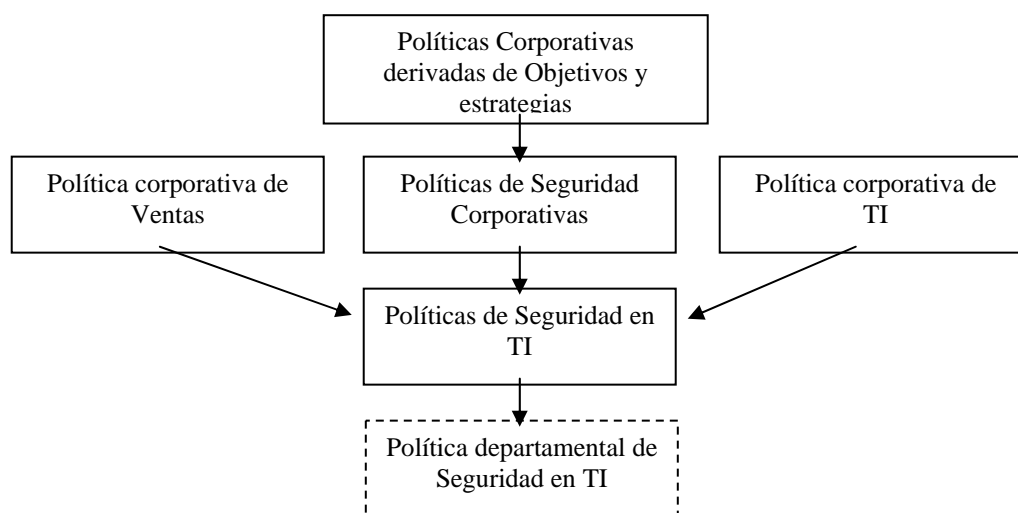 Políticas Corporativas
derivadas de Objetivos y
estrategias
Política corporativa de
Ventas
Políticas de Seguridad
Corporativas
Política corporativa de
TI
Políticas de Seguridad en
TI
Política departamental de
Seguridad en TI